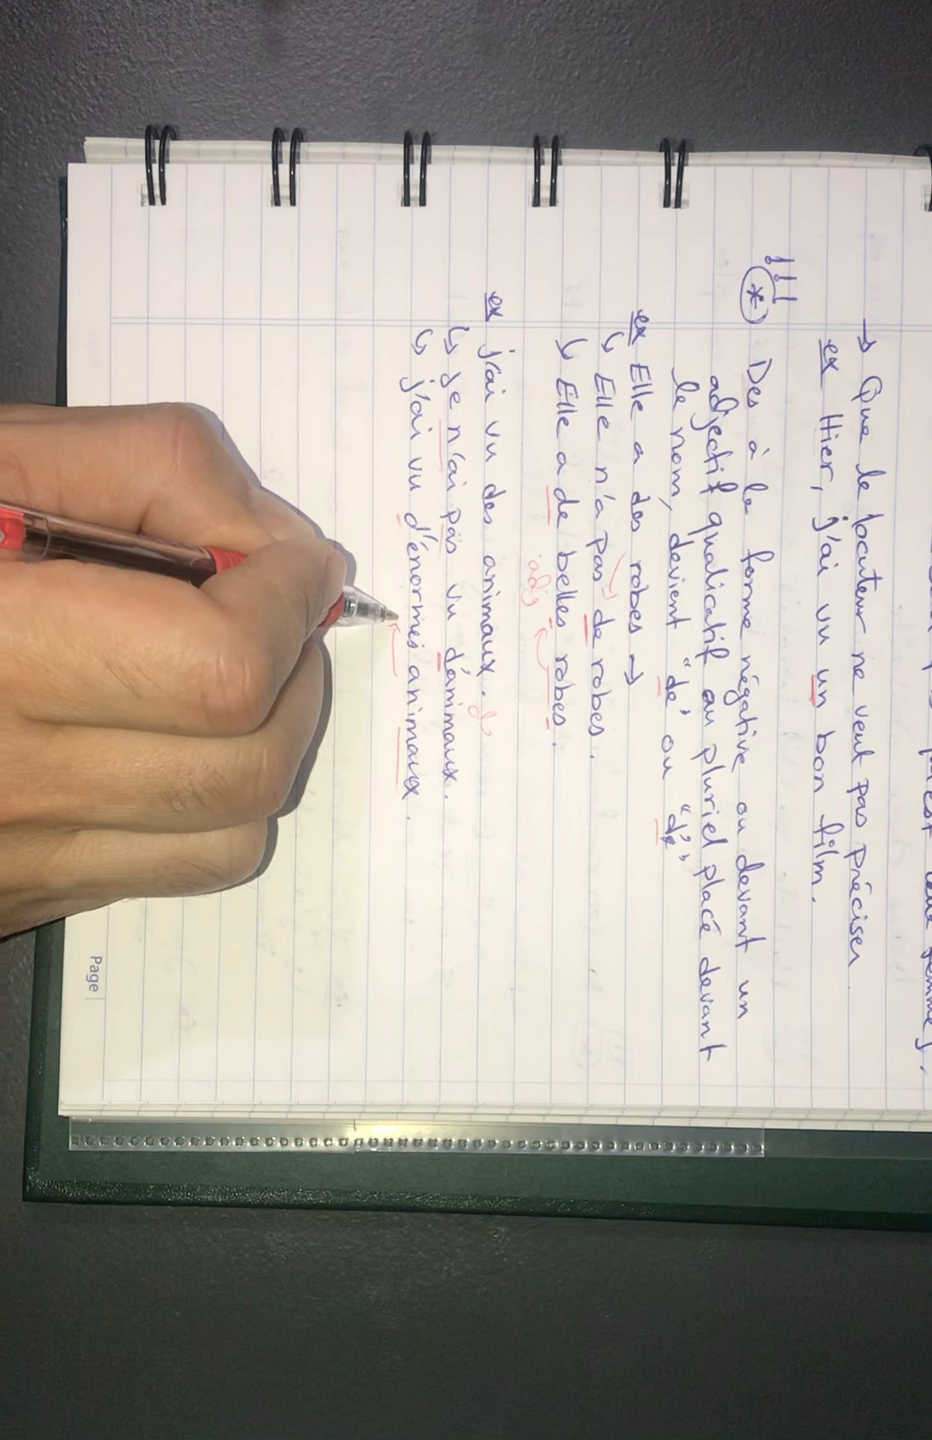 → Que le locuteur ne veut pas préciser
ex Hier, j'ai vu un bon film.
!!!
(*) Des à la forme négative ou devant un
adjectif qualificatif au pluriel placé devant
le nom, devient "de" ou "d'"
ex Elle a des robes →
↳ Elle n'a pas de robes.
↳ Elle a de belles robes.
adj
ex j'ai vu des animaux. d'
↳ je n'ai pas vu d'animaux.
↳ j'ai vu d'énormes animaux.
Page